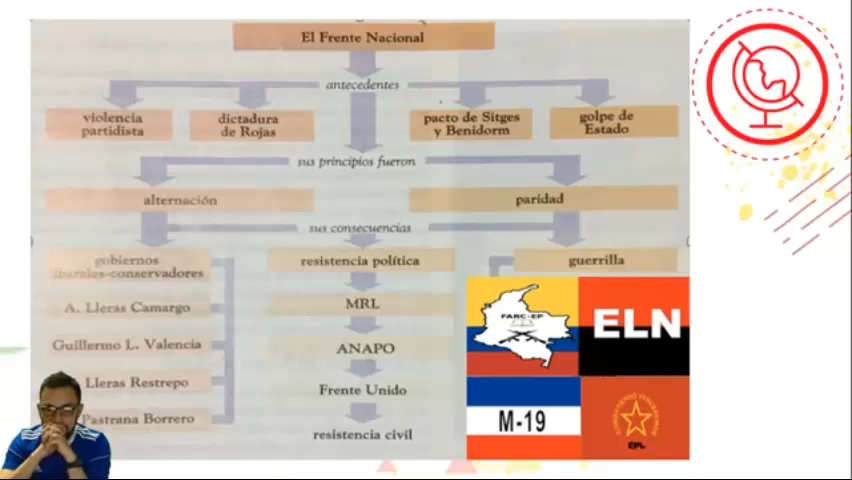 El Frente Nacional
antecedentes
violencia
partidista
dictadura
de Rojas
pacto de Sitges
y Benidorm
golpe de
Estado
sus principios fueron
alternación
paridad
sus consecuencias
gobiernos
liberales-conservadores
resistencia política
guerrilla
A. Lleras Camargo
Guillermo L. Valencia
Lleras Restrepo
Pastrana Borrero
MRL
ANAPO
Frente Unido
resistencia civil
FARC-EP
ELN
M-19
EPL